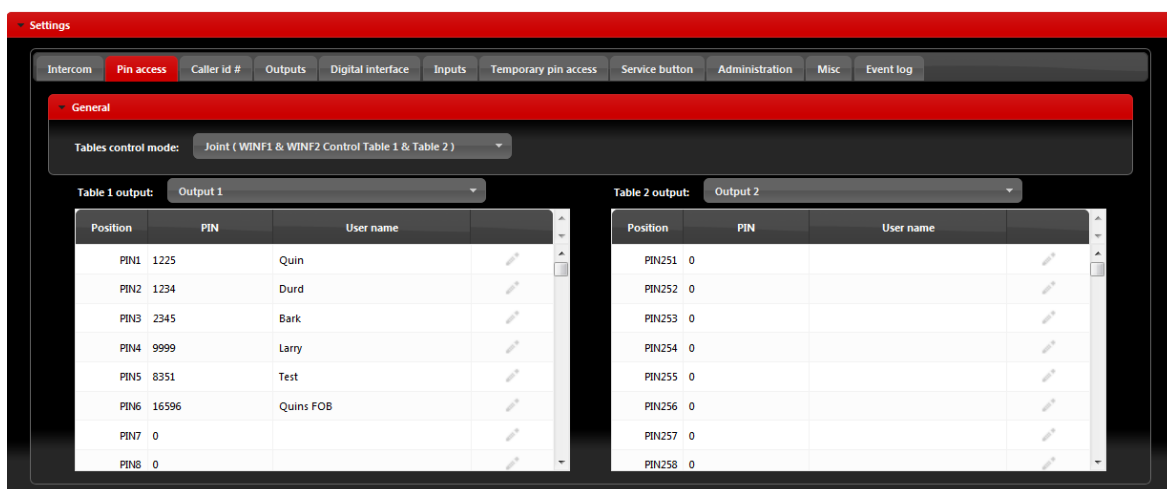 Settings
Intercom Pin access Caller id # Outputs Digital interface Inputs Temporary pin access Service button Administration Misc Event log
General
Tables control mode: Joint ( WINF1 & WINF2 Control Table 1 & Table 2 )
Table 1 output: Output 1 Table 2 output: Output 2
Position PIN User name Position PIN User name
PIN1 1225 Quin PIN251 0
PIN2 1234 Durd PIN252 0
PIN3 2345 Bark PIN253 0
PIN4 9999 Larry PIN254 0
PIN5 8351 Test PIN255 0
PIN6 16596 Quins FOB PIN256 0
PIN7 0 PIN257 0
PIN8 0 PIN258 0